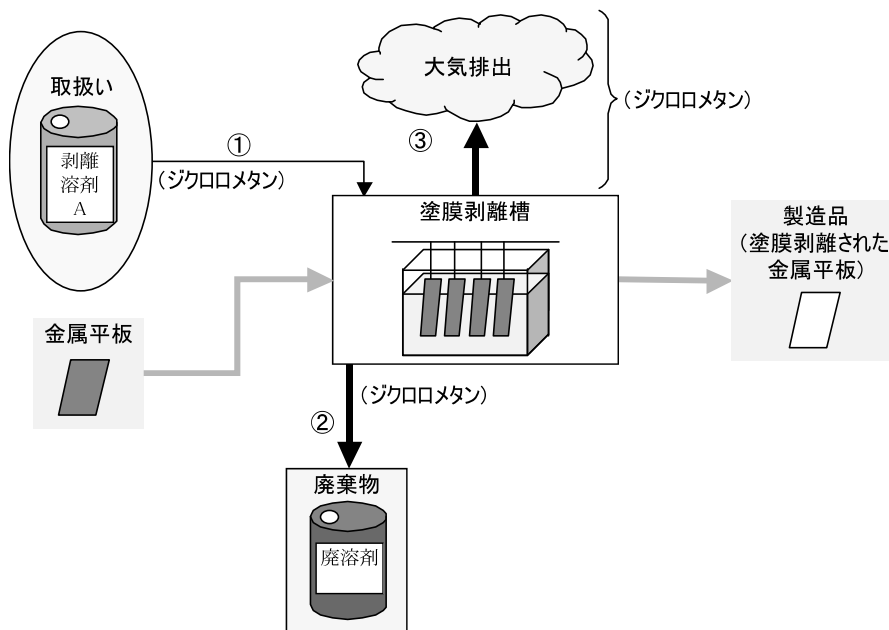 大気排出
(ジクロロメタン)
取扱い
剥離
溶剤
A
①
(ジクロロメタン)
③
塗膜剥離槽
製造品
(塗膜剥離された
金属平板)
金属平板
(ジクロロメタン)
②
廃棄物
廃溶剤